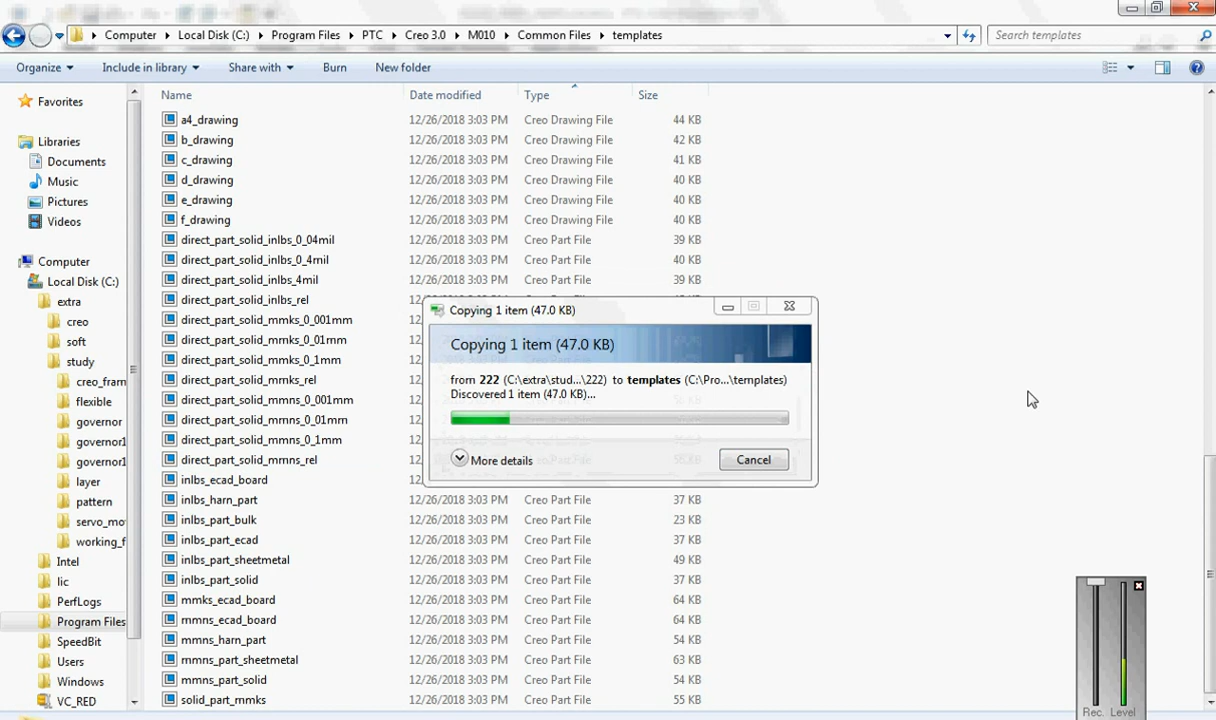 Computer Local Disk (C:) Program Files PTC Creo 3.0 M010 Common Files templates
Search templates
Organize Include in library Share with Burn New folder
Name Date modified Type Size
Favorites
Libraries
Documents
Music
Pictures
Videos
Computer
Local Disk (C:)
extra
creo
soft
study
creo_fram
flexible
governor
governor1
governor1
layer
pattern
servo_mo
working_f
Intel
lic
PerfLogs
Program Files
SpeedBit
Users
Windows
VC_RED
a4_drawing 12/26/2018 3:03 PM Creo Drawing File 44 KB
b_drawing 12/26/2018 3:03 PM Creo Drawing File 42 KB
c_drawing 12/26/2018 3:03 PM Creo Drawing File 41 KB
d_drawing 12/26/2018 3:03 PM Creo Drawing File 40 KB
e_drawing 12/26/2018 3:03 PM Creo Drawing File 40 KB
f_drawing 12/26/2018 3:03 PM Creo Drawing File 40 KB
direct_part_solid_inlbs_0_04mil 12/26/2018 3:03 PM Creo Part File 39 KB
direct_part_solid_inlbs_0_4mil 12/26/2018 3:03 PM Creo Part File 40 KB
direct_part_solid_inlbs_4mil 12/26/2018 3:03 PM Creo Part File 39 KB
direct_part_solid_inlbs_rel
direct_part_solid_mmks_0_001mm
direct_part_solid_mmks_0_01mm
direct_part_solid_mmks_0_1mm
direct_part_solid_mmks_rel
direct_part_solid_mmns_0_001mm
direct_part_solid_mmns_0_01mm
direct_part_solid_mmns_0_1mm
direct_part_solid_mmns_rel
inlbs_ecad_board
inlbs_harn_part 12/26/2018 3:03 PM Creo Part File 37 KB
inlbs_part_bulk 12/26/2018 3:03 PM Creo Part File 23 KB
inlbs_part_ecad 12/26/2018 3:03 PM Creo Part File 37 KB
inlbs_part_sheetmetal 12/26/2018 3:03 PM Creo Part File 49 KB
inlbs_part_solid 12/26/2018 3:03 PM Creo Part File 37 KB
mmks_ecad_board 12/26/2018 3:03 PM Creo Part File 64 KB
mmns_ecad_board 12/26/2018 3:03 PM Creo Part File 64 KB
mmns_harn_part 12/26/2018 3:03 PM Creo Part File 54 KB
mmns_part_sheetmetal 12/26/2018 3:03 PM Creo Part File 63 KB
mmns_part_solid 12/26/2018 3:03 PM Creo Part File 54 KB
solid_part_mmks 12/26/2018 3:03 PM Creo Part File 55 KB
Copying 1 item (47.0 KB)
Copying 1 item (47.0 KB)
from 222 (C:\extra\stud...\222) to templates (C:\Pro...\templates)
Discovered 1 item (47.0 KB)...
More details
Cancel
Rec. Level